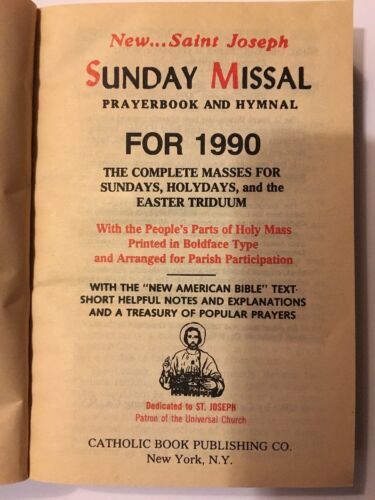 New...Saint Joseph
SUNDAY MISSAL
PRAYERBOOK AND HYMNAL
FOR 1990
THE COMPLETE MASSES FOR
SUNDAYS, HOLYDAYS, and the
EASTER TRIDUUM
With the People's Parts of Holy Mass
Printed in Boldface Type
and Arranged for Parish Participation
WITH THE "NEW AMERICAN BIBLE" TEXT-
SHORT HELPFUL NOTES AND EXPLANATIONS
AND A TREASURY OF POPULAR PRAYERS
Dedicated to ST. JOSEPH
Patron of the Universal Church
CATHOLIC BOOK PUBLISHING CO.
New York, N.Y.